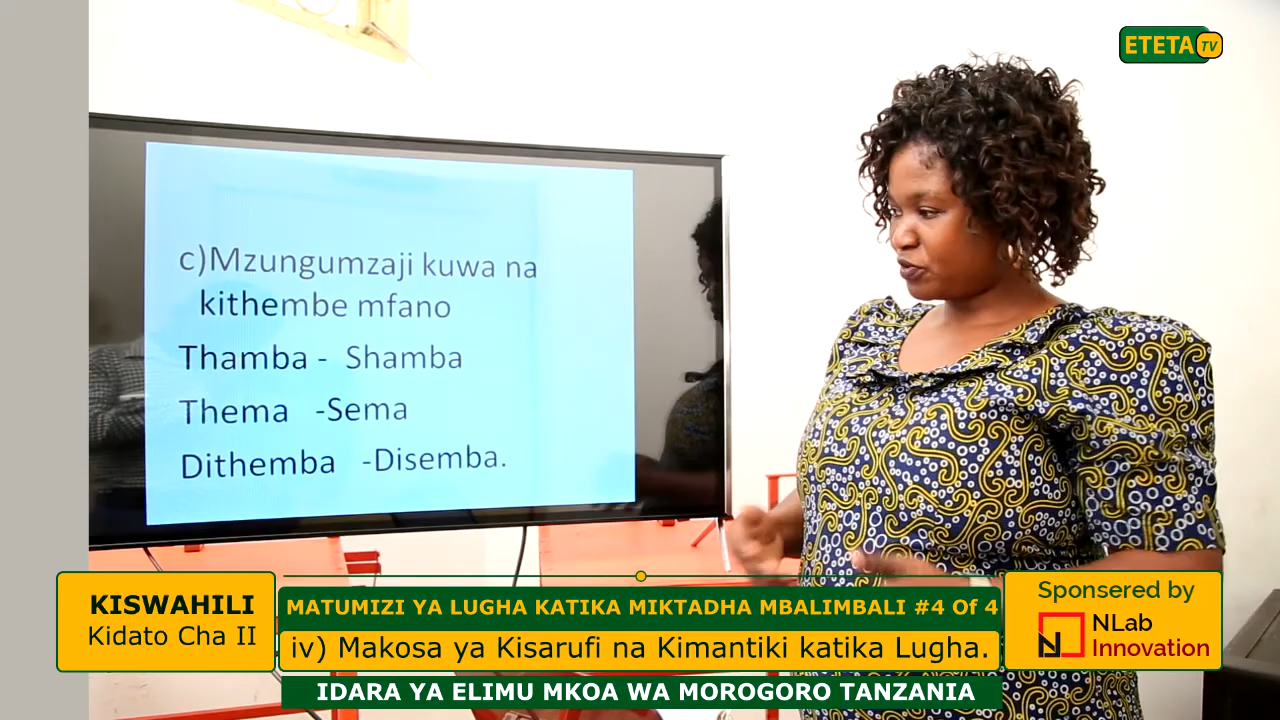 ETETA TV
c)Mzungumzaji kuwa na
kithembe mfano
Thamba - Shamba
Thema -Sema
Dithemba -Disemba.
KISWAHILI
Kidato Cha II
MATUMIZI YA LUGHA KATIKA MIKTADHA MBALIMBALI #4 Of 4
iv) Makosa ya Kisarufi na Kimantiki katika Lugha.
IDARA YA ELIMU MKOA WA MOROGORO TANZANIA
Sponsered by
NLab
Innovation